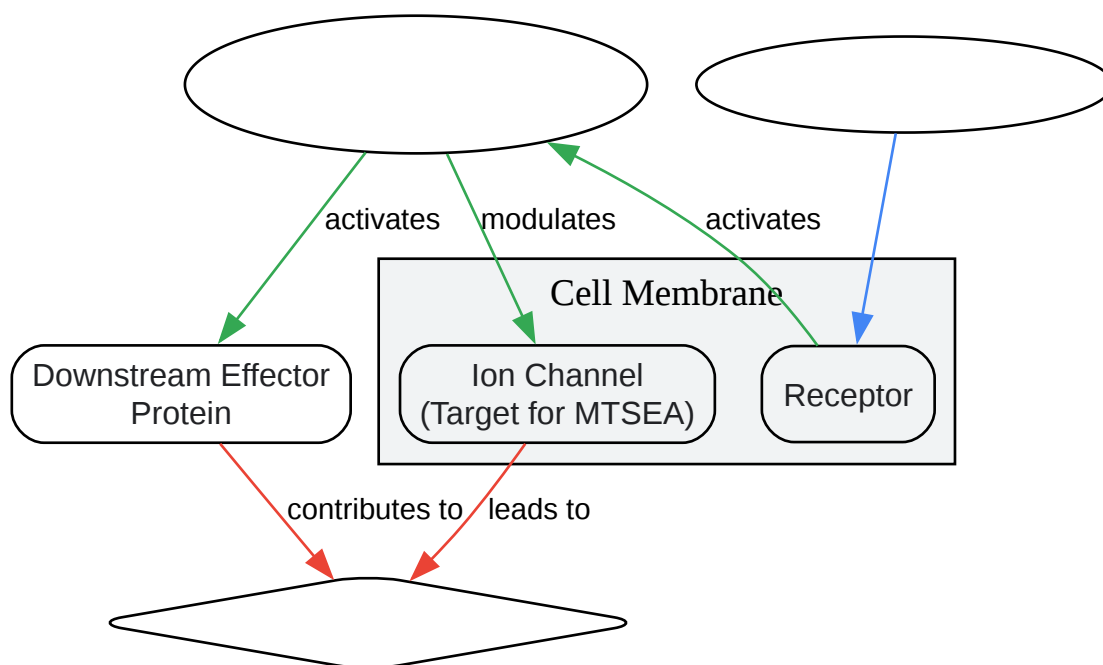 activates
modulates
activates
Cell Membrane
Downstream Effector
Protein
Ion Channel
(Target for MTSEA)
Receptor
contributes to
leads to